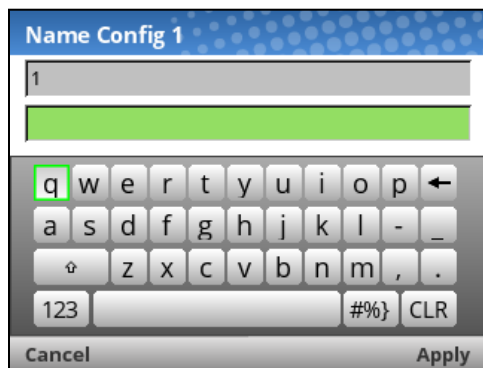 Name Config 1
1
q w e r t y u i o p ←
a s d f g h j k l - _
⇧ z x c v b n m , .
123 #%} CLR
Cancel Apply